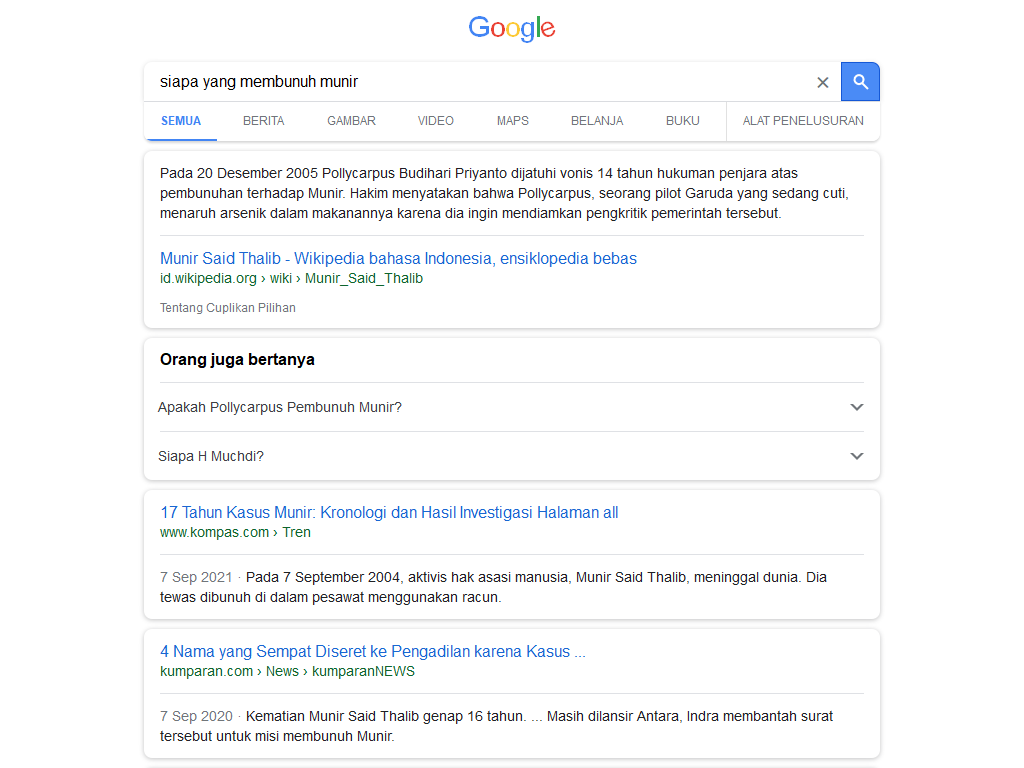 Google
siapa yang membunuh munir
SEMUA BERITA GAMBAR VIDEO MAPS BELANJA BUKU ALAT PENELUSURAN
Pada 20 Desember 2005 Pollycarpus Budihari Priyanto dijatuhi vonis 14 tahun hukuman penjara atas
pembunuhan terhadap Munir. Hakim menyatakan bahwa Pollycarpus, seorang pilot Garuda yang sedang cuti,
menaruh arsenik dalam makanannya karena dia ingin mendiamkan pengkritik pemerintah tersebut.
Munir Said Thalib - Wikipedia bahasa Indonesia, ensiklopedia bebas
id.wikipedia.org › wiki › Munir_Said_Thalib
Tentang Cuplikan Pilihan
Orang juga bertanya
Apakah Pollycarpus Pembunuh Munir?
Siapa H Muchdi?
17 Tahun Kasus Munir: Kronologi dan Hasil Investigasi Halaman all
www.kompas.com › Tren
7 Sep 2021 · Pada 7 September 2004, aktivis hak asasi manusia, Munir Said Thalib, meninggal dunia. Dia
tewas dibunuh di dalam pesawat menggunakan racun.
4 Nama yang Sempat Diseret ke Pengadilan karena Kasus ...
kumparan.com › News › kumparanNEWS
7 Sep 2020 · Kematian Munir Said Thalib genap 16 tahun. ... Masih dilansir Antara, Indra membantah surat
tersebut untuk misi membunuh Munir.